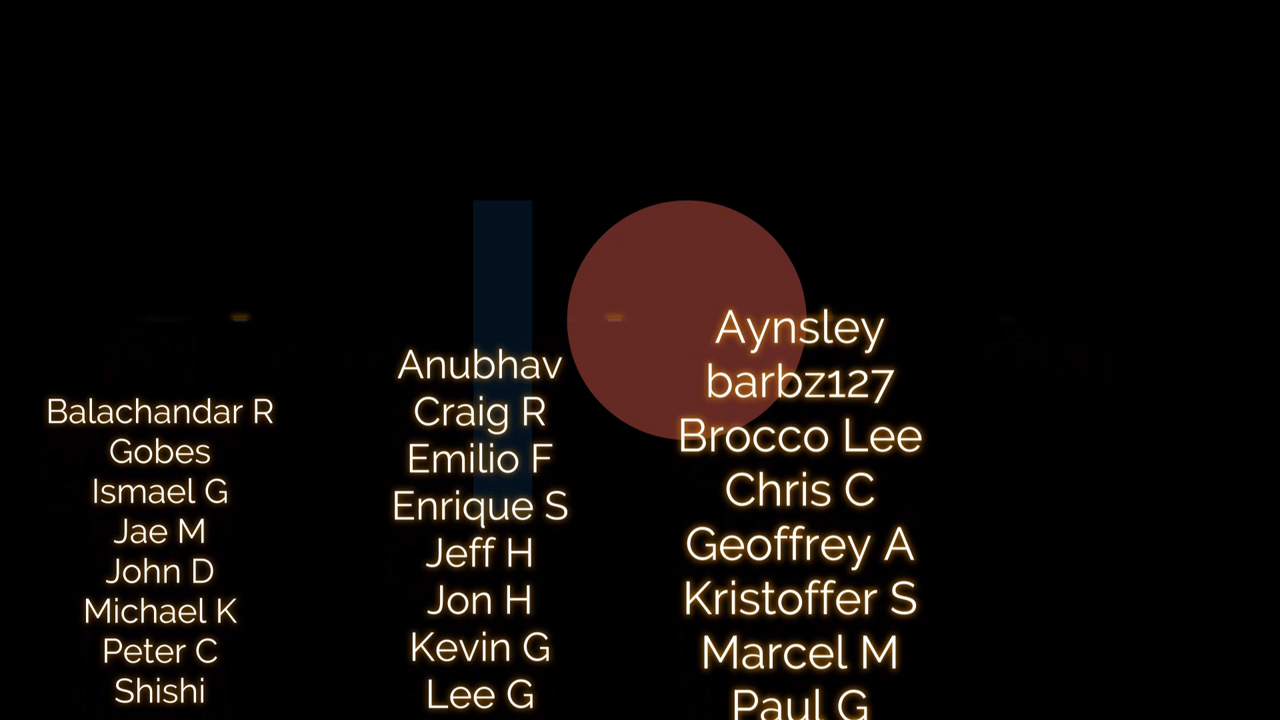 Balachandar R
Gobes
Ismael G
Jae M
John D
Michael K
Peter C
Shishi
Anubhav
Craig R
Emilio F
Enrique S
Jeff H
Jon H
Kevin G
Lee G
Aynsley
barbz127
Brocco Lee
Chris C
Geoffrey A
Kristoffer S
Marcel M
Paul G